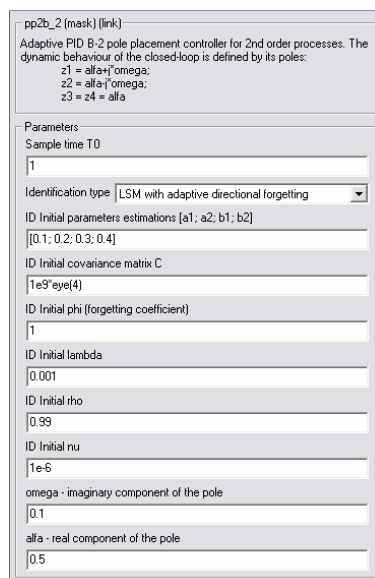 pp2b_2 (mask) (link)
Adaptive PID B-2 pole placement controller for 2nd order processes. The
dynamic behaviour of the closed-loop is defined by its poles:
z1 = alfa+j*omega;
z2 = alfa-j*omega;
z3 = z4 = alfa
Parameters
Sample time T0
1
Identification type LSM with adaptive directional forgetting
ID Initial parameters estimations [a1; a2; b1; b2]
[0.1; 0.2; 0.3; 0.4]
ID Initial covariance matrix C
1e9*eye(4)
ID Initial phi (forgetting coefficient)
1
ID Initial lambda
0.001
ID Initial rho
0.99
ID Initial nu
1e-6
omega - imaginary component of the pole
0.1
alfa - real component of the pole
0.5